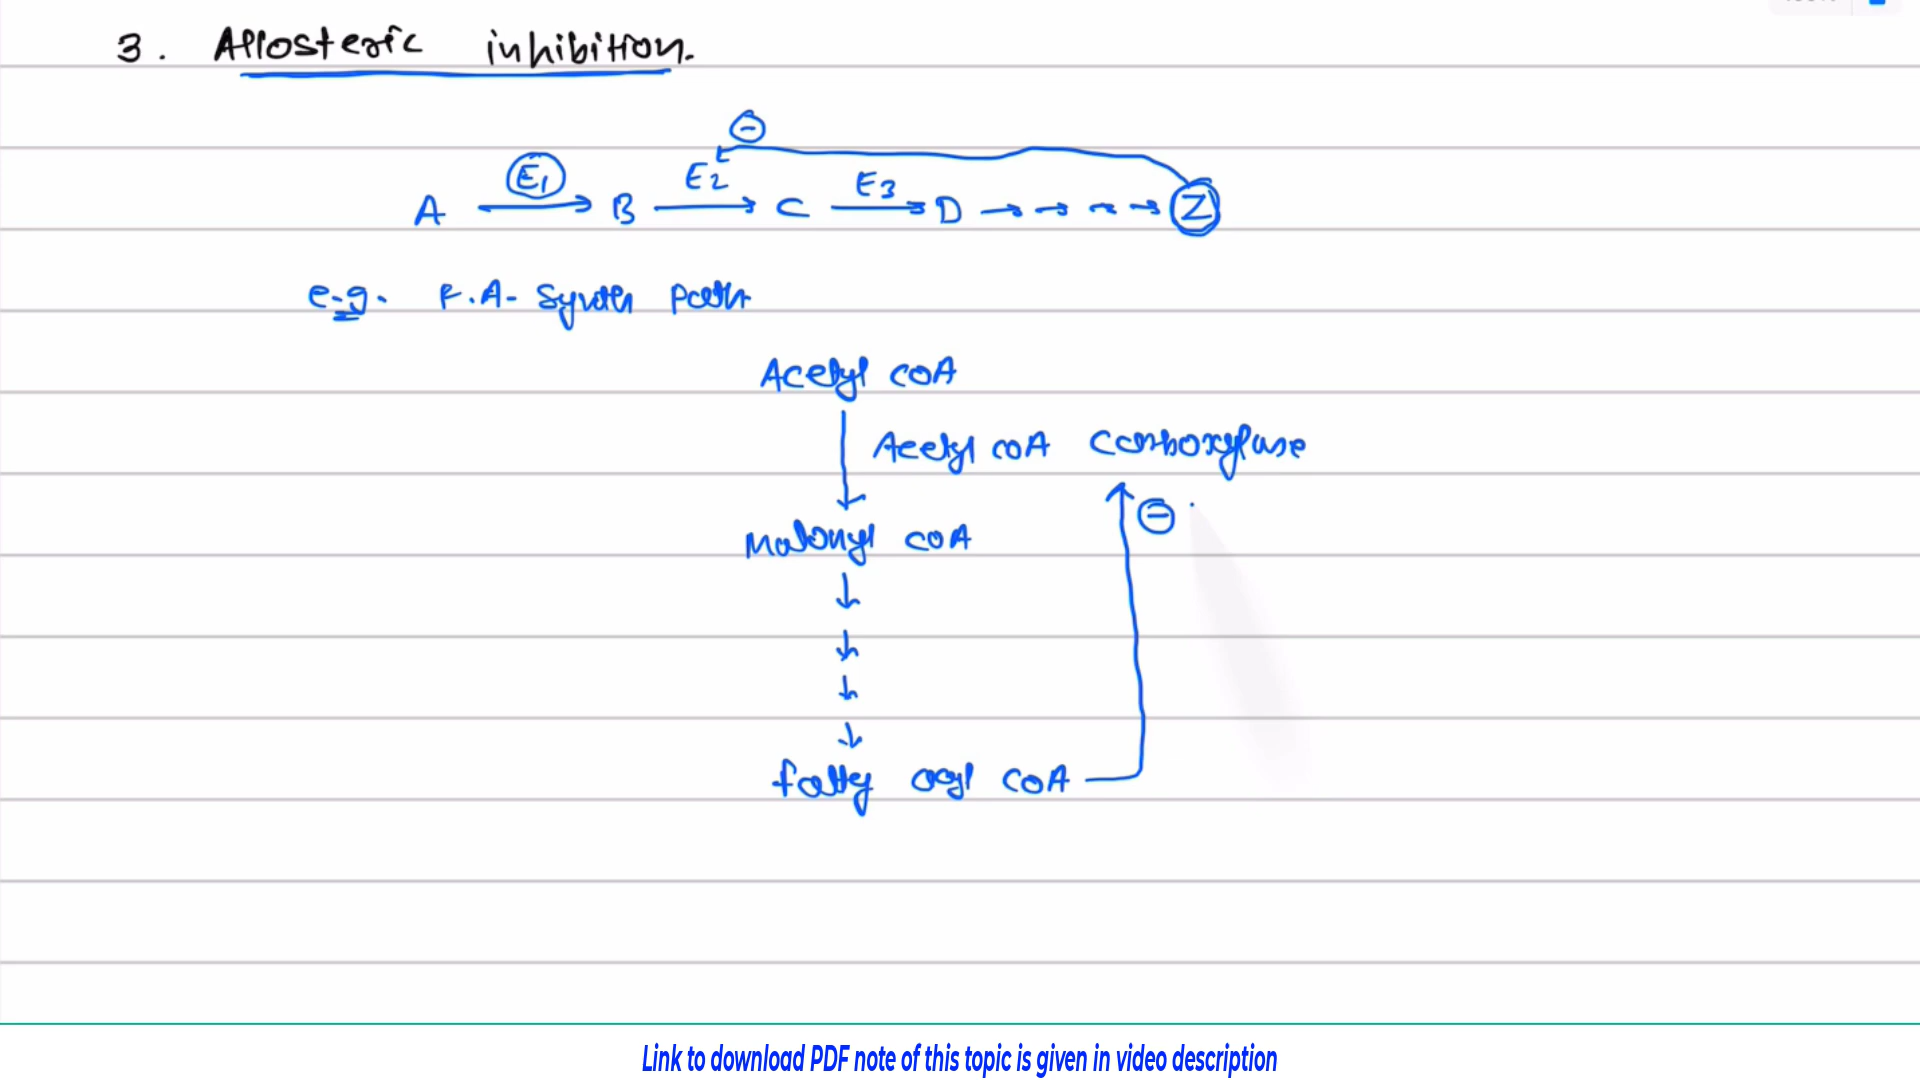 3. Allosteric inhibition.
⊖
A E1→ B E2→ C E3→ D → → → → Z
e.g. F.A. Synth Path
Acetyl coA
Acetyl coA Carboxylase
⊖
Malonyl coA
fatty acyl coA
Link to download PDF note of this topic is given in video description